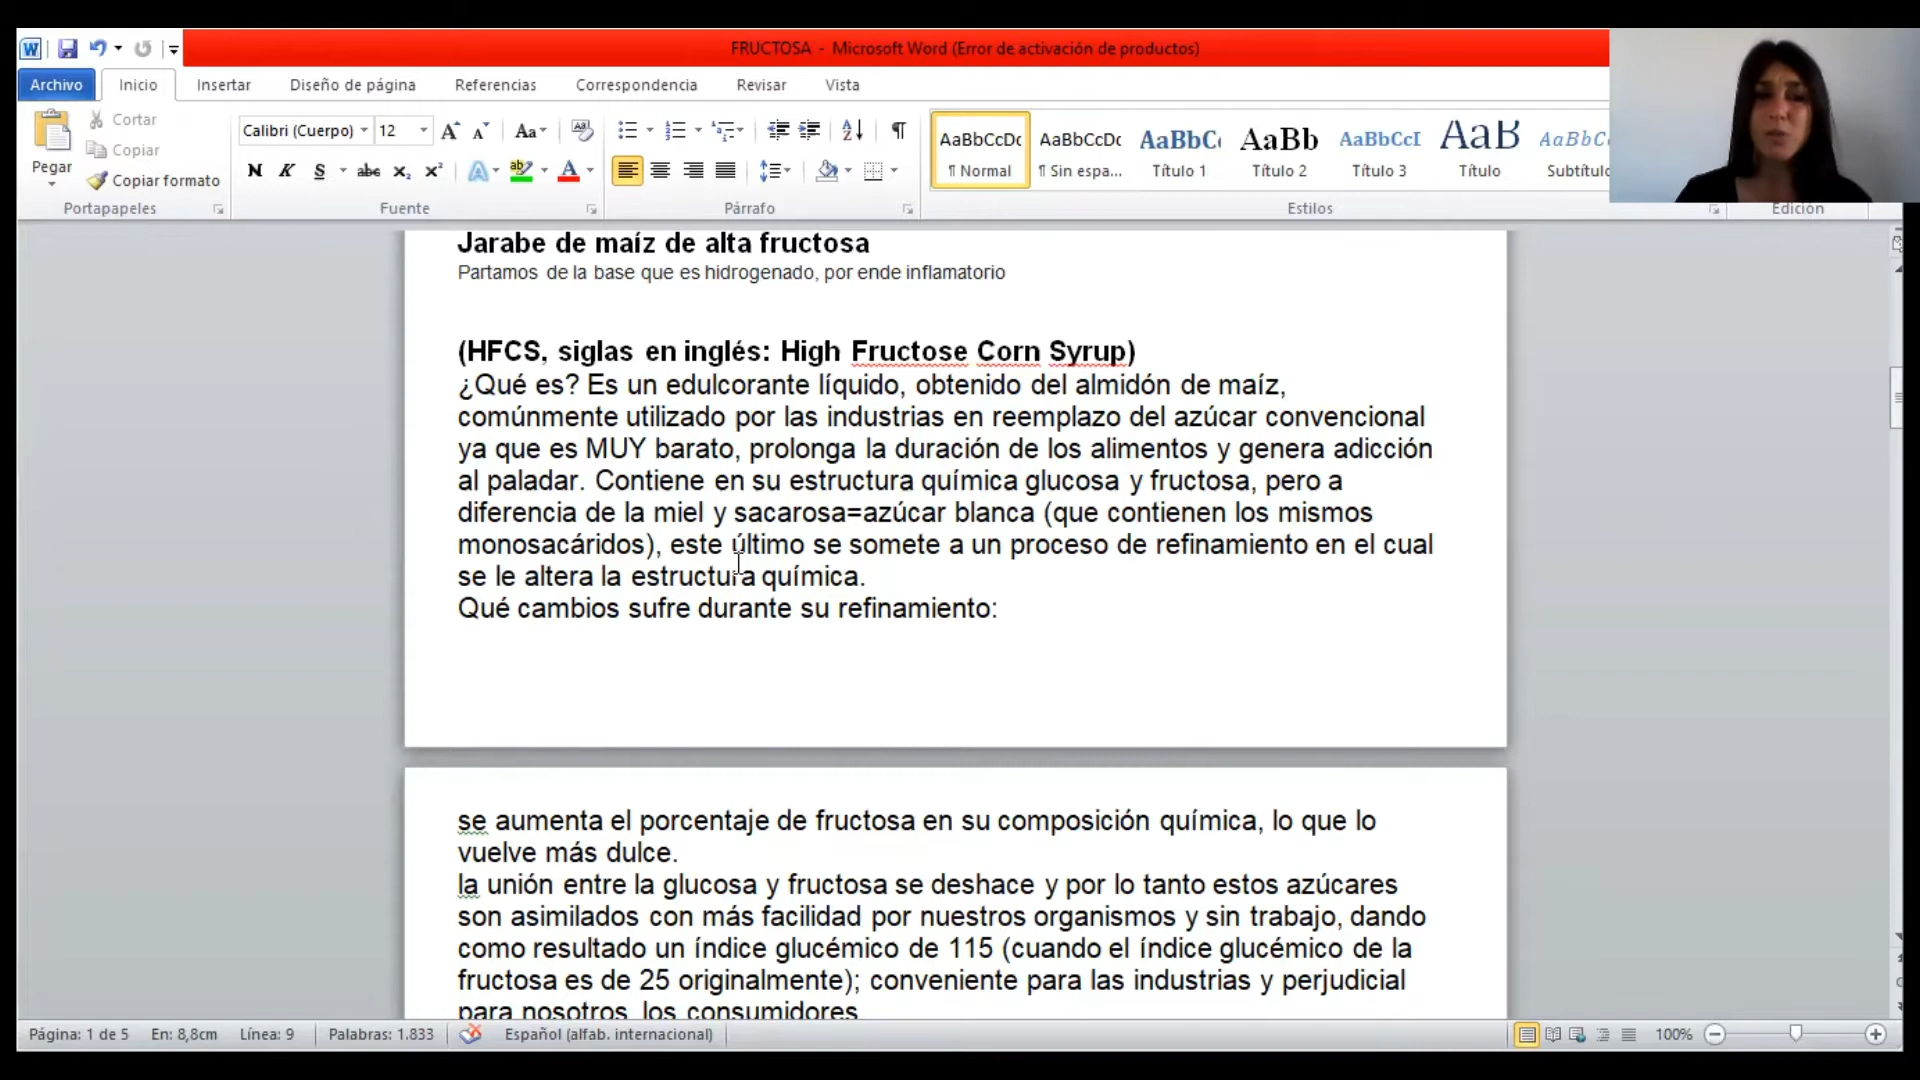 FRUCTOSA - Microsoft Word (Error de activación de productos)
Archivo Inicio Insertar Diseño de página Referencias Correspondencia Revisar Vista
Pegar
Cortar
Copiar
Copiar formato
Portapapeles
Calibri (Cuerpo) 12
Fuente
Párrafo
AaBbCcDc AaBbCcDc AaBbC AaBb AaBbCcI AaB AaBbC
¶ Normal ¶ Sin espa... Título 1 Título 2 Título 3 Título Subtítulo
Estilos
Edición
Jarabe de maíz de alta fructosa
Partamos de la base que es hidrogenado, por ende inflamatorio
(HFCS, siglas en inglés: High Fructose Corn Syrup)
¿Qué es? Es un edulcorante líquido, obtenido del almidón de maíz,
comúnmente utilizado por las industrias en reemplazo del azúcar convencional
ya que es MUY barato, prolonga la duración de los alimentos y genera adicción
al paladar. Contiene en su estructura química glucosa y fructosa, pero a
diferencia de la miel y sacarosa=azúcar blanca (que contienen los mismos
monosacáridos), este último se somete a un proceso de refinamiento en el cual
se le altera la estructura química.
Qué cambios sufre durante su refinamiento:
se aumenta el porcentaje de fructosa en su composición química, lo que lo
vuelve más dulce.
la unión entre la glucosa y fructosa se deshace y por lo tanto estos azúcares
son asimilados con más facilidad por nuestros organismos y sin trabajo, dando
como resultado un índice glucémico de 115 (cuando el índice glucémico de la
fructosa es de 25 originalmente); conveniente para las industrias y perjudicial
para nosotros, los consumidores
Página: 1 de 5 En: 8,8cm Línea: 9 Palabras: 1.833 Español (alfab. internacional) 100%